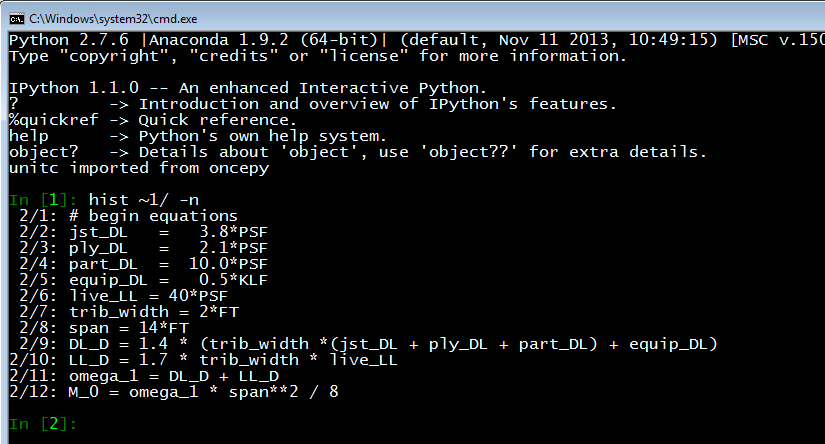 C:\Windows\system32\cmd.exe
Python 2.7.6 |Anaconda 1.9.2 (64-bit)| (default, Nov 11 2013, 10:49:15) [MSC v.150
Type "copyright", "credits" or "license" for more information.
IPython 1.1.0 -- An enhanced Interactive Python.
?         -> Introduction and overview of IPython's features.
%quickref -> Quick reference.
help      -> Python's own help system.
object?   -> Details about 'object', use 'object??' for extra details.
unitc imported from oncepy
In [1]: hist ~1/ -n
 2/1: # begin equations
 2/2: jst_DL   =   3.8*PSF
 2/3: ply_DL   =   2.1*PSF
 2/4: part_DL  =  10.0*PSF
 2/5: equip_DL =   0.5*KLF
 2/6: live_LL = 40*PSF
 2/7: trib_width = 2*FT
 2/8: span = 14*FT
 2/9: DL_D = 1.4 * (trib_width *(jst_DL + ply_DL + part_DL) + equip_DL)
2/10: LL_D = 1.7 * trib_width * live_LL
2/11: omega_1 = DL_D + LL_D
2/12: M_0 = omega_1 * span**2 / 8
In [2]: